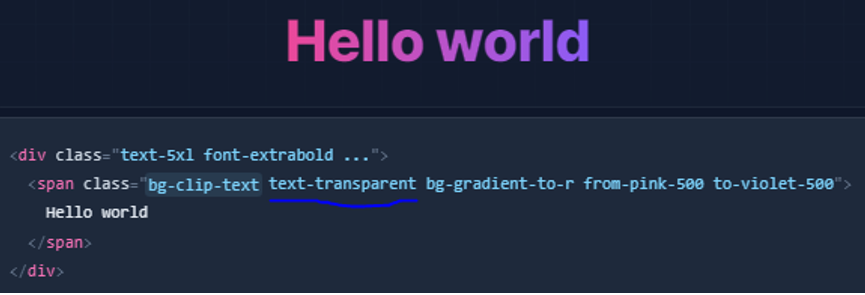 Hello world
<div class="text-5xl font-extrabold ...">
<span class="bg-clip-text text-transparent bg-gradient-to-r from-pink-500 to-violet-500">
Hello world
</span>
</div>